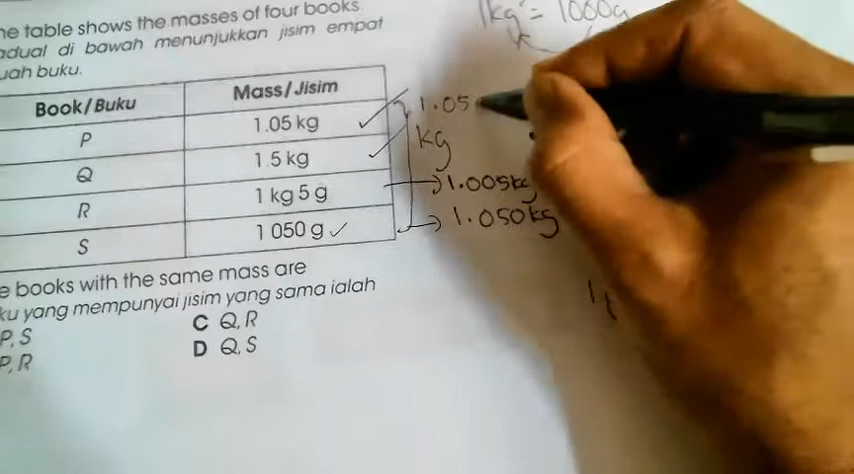 he table shows the masses of four books.
adual di bawah menunjukkan jisim empat
uah buku.
1kg = 1000g
Book/Buku Mass/Jisim
P 1.05 kg
Q 1.5 kg
R 1 kg 5 g
S 1 050 g
1.05
kg
1.005kg
1.050kg
e books with the same mass are
ku yang mempunyai jisim yang sama ialah
P, S C Q, R
P, R D Q, S